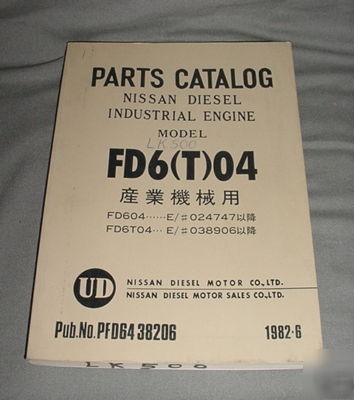 PARTS CATALOG
NISSAN DIESEL
INDUSTRIAL ENGINE
MODEL
LK500
FD6(T)04
産業機械用
FD604……E/♯024747以降
FD6T04…E/♯038906以降
UD
NISSAN DIESEL MOTOR CO.,LTD.
NISSAN DIESEL MOTOR SALES CO.,LTD.
Pub.No.PFD6438206 1982·6
LK500